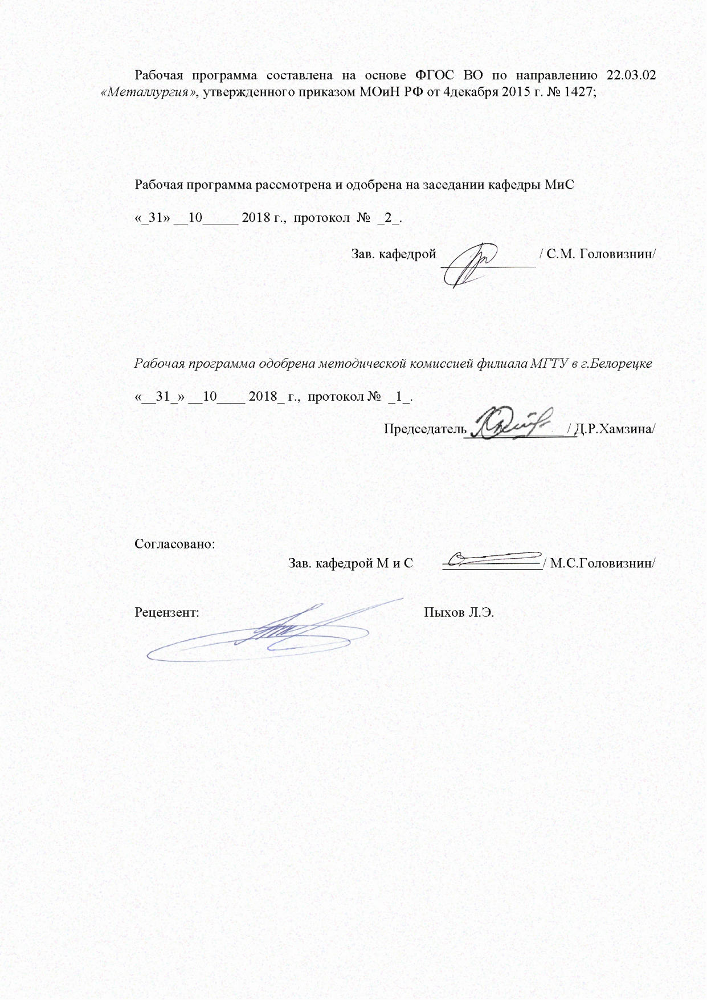 Рабочая программа составлена на основе ФГОС ВО по направлению 22.03.02
«Металлургия», утвержденного приказом МОиН РФ от 4декабря 2015 г. № 1427;
Рабочая программа рассмотрена и одобрена на заседании кафедры МиС
«_31» __10_____ 2018 г., протокол № _2_.
Зав. кафедрой ______________ / С.М. Головизнин/
Рабочая программа одобрена методической комиссией филиала МГТУ в г.Белорецке
«__31_» __10____ 2018_ г., протокол № _1_.
Председатель______________ / Д.Р.Хамзина/
Согласовано:
Зав. кафедрой М и С ______________/ М.С.Головизнин/
Рецензент: Пыхов Л.Э.